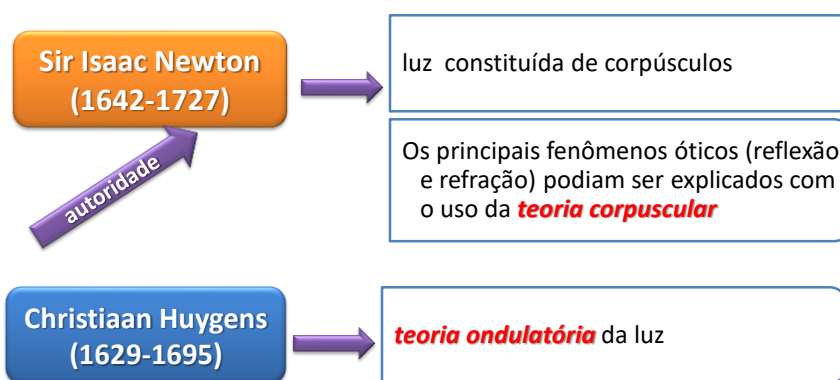 Sir Isaac Newton
(1642-1727)
luz constituída de corpúsculos
Os principais fenômenos óticos (reflexão
e refração) podiam ser explicados com
o uso da teoria corpuscular
autoridade
Christiaan Huygens
(1629-1695)
teoria ondulatória da luz